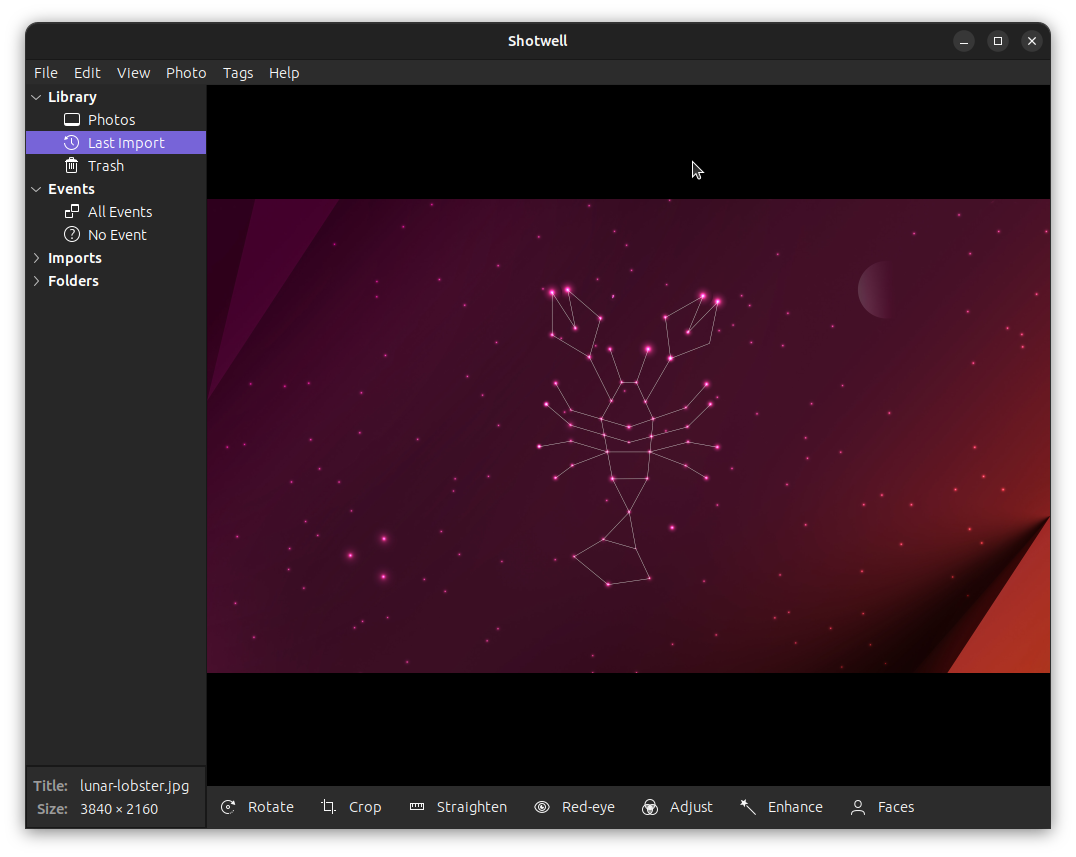 Shotwell
File Edit View Photo Tags Help
Library
Photos
Last Import
Trash
Events
All Events
No Event
Imports
Folders
Title: lunar-lobster.jpg
Size: 3840 × 2160
Rotate Crop Straighten Red-eye Adjust Enhance Faces